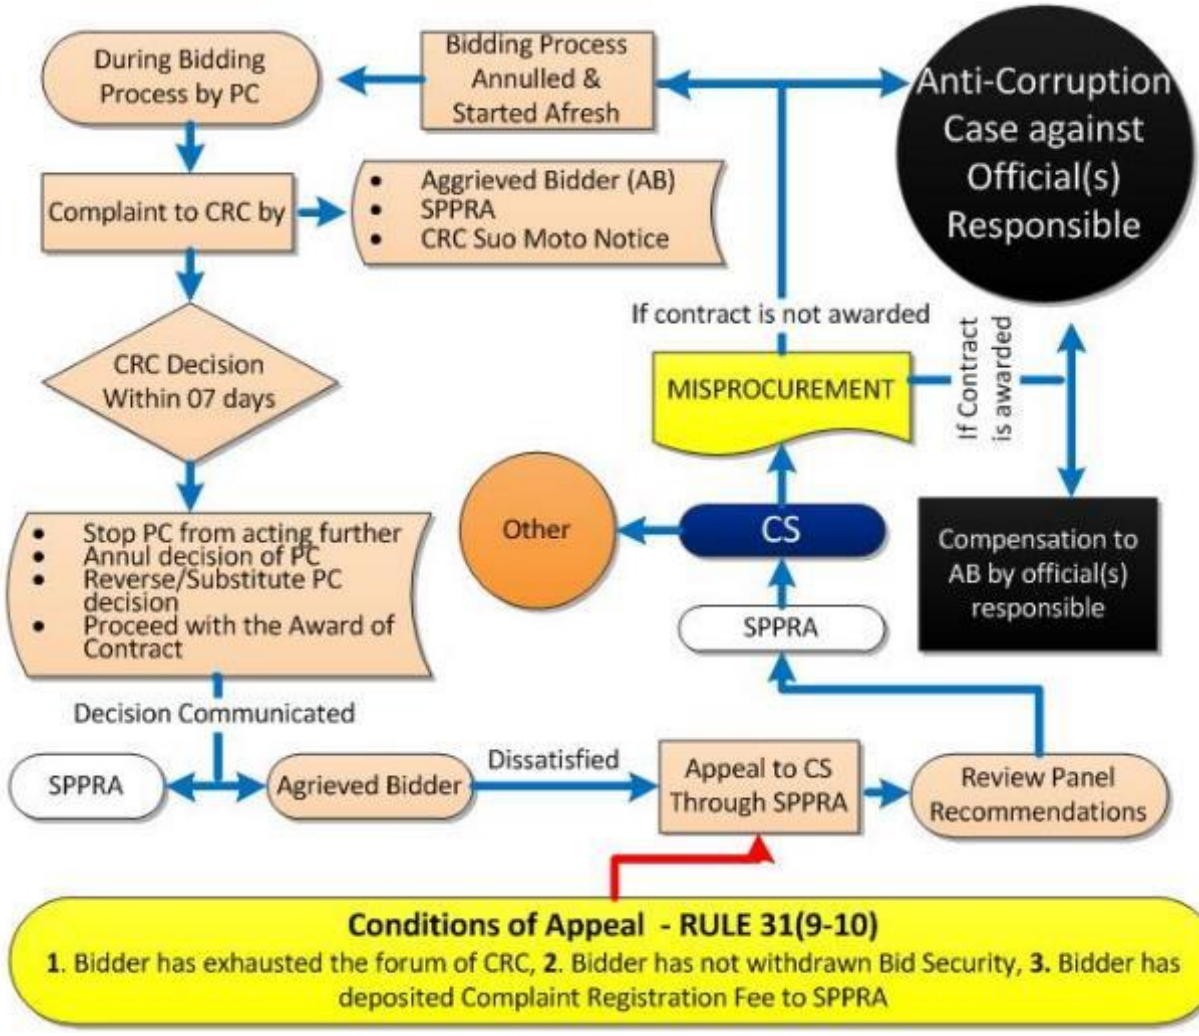 During Bidding
Process by PC
Bidding Process
Annulled &
Started Afresh
Anti-Corruption
Case against
Official(s)
Responsible
Complaint to CRC by
• Aggrieved Bidder (AB)
• SPPRA
• CRC Suo Moto Notice
CRC Decision
Within 07 days
If contract is not awarded
MISPROCUREMENT
If Contract
is awarded
• Stop PC from acting further
• Annul decision of PC
• Reverse/Substitute PC
decision
• Proceed with the Award of
Contract
Other
CS
Compensation to
AB by official(s)
responsible
SPPRA
Decision Communicated
SPPRA
Agrieved Bidder
Dissatisfied
Appeal to CS
Through SPPRA
Review Panel
Recommendations
Conditions of Appeal - RULE 31(9-10)
1. Bidder has exhausted the forum of CRC, 2. Bidder has not withdrawn Bid Security, 3. Bidder has
deposited Complaint Registration Fee to SPPRA